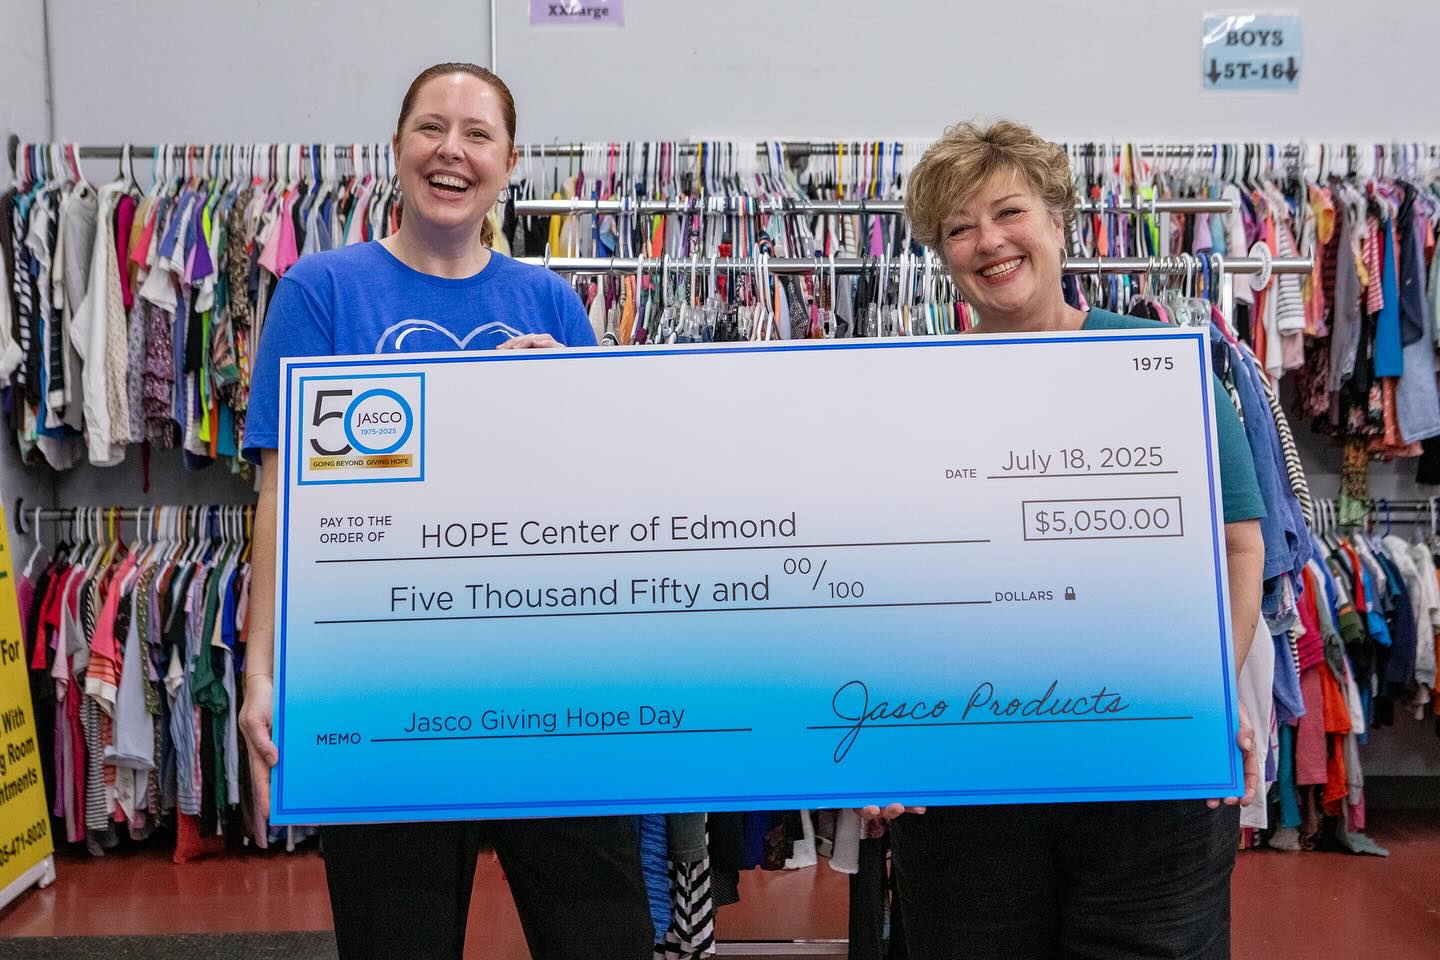 XXLarge
BOYS
5T-16
1975
50
JASCO
1975-2025
GOING BEYOND GIVING HOPE
DATE July 18, 2025
PAY TO THE
ORDER OF HOPE Center of Edmond $5,050.00
Five Thousand Fifty and 00/100 DOLLARS
MEMO Jasco Giving Hope Day Jasco Products
For
With